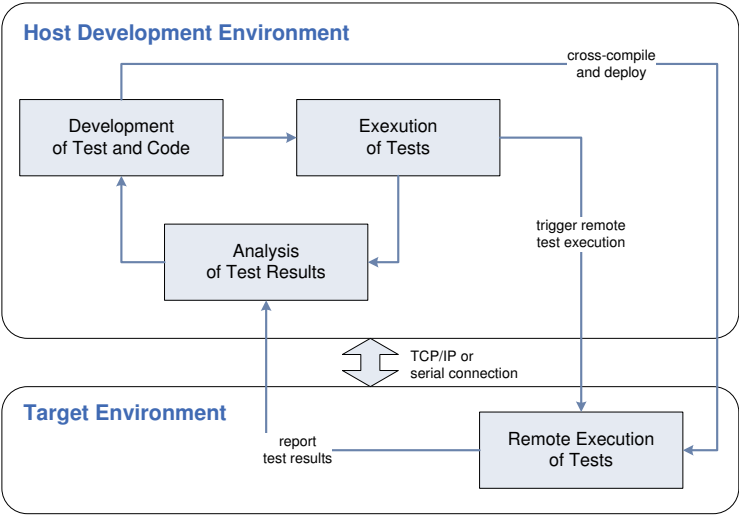 Host Development Environment
cross-compile
and deploy
Development
of Test and Code
Exexution
of Tests
trigger remote
test execution
Analysis
of Test Results
TCP/IP or
serial connection
Target Environment
Remote Execution
of Tests
report
test results